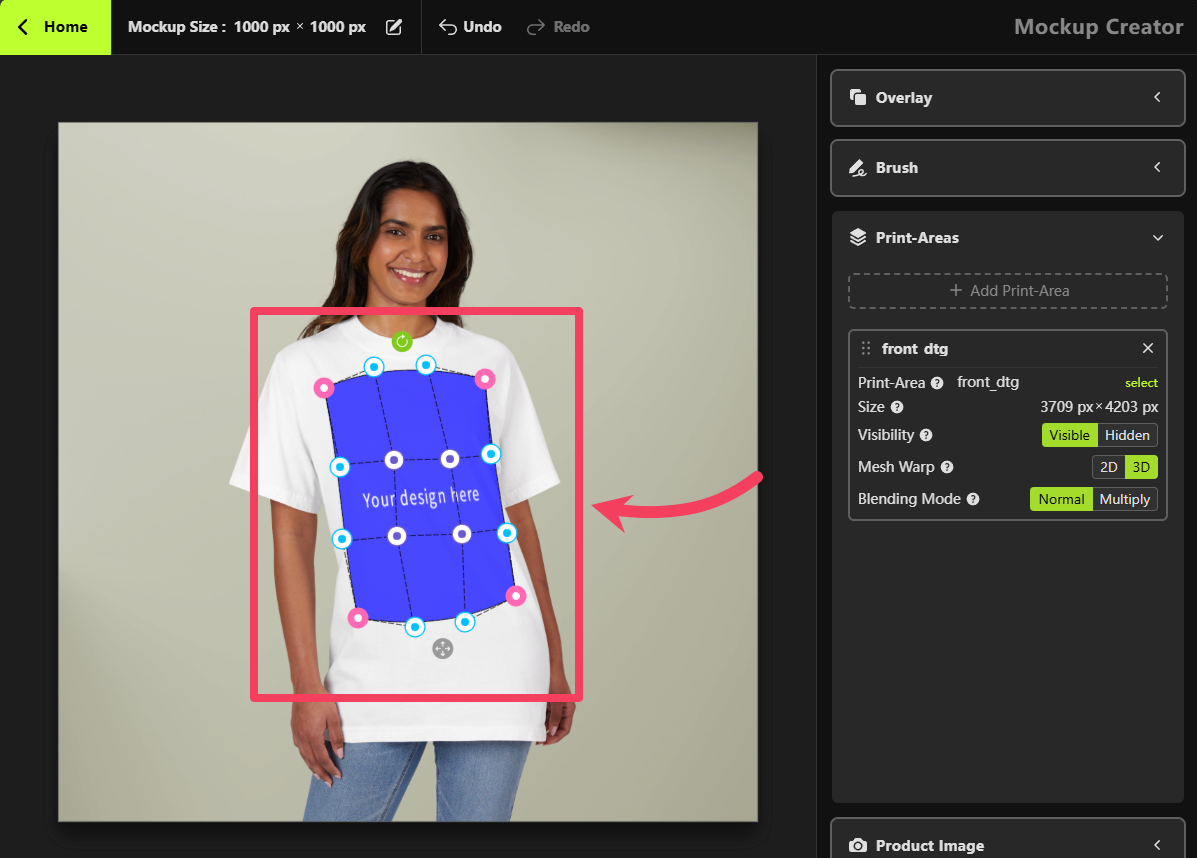 Home
Mockup Size : 1000 px × 1000 px
Undo
Redo
Mockup Creator
Overlay
Brush
Print-Areas
+ Add Print-Area
front dtg
Print-Area ? front_dtg select
Size ? 3709 px×4203 px
Visibility ? Visible Hidden
Mesh Warp ? 2D 3D
Blending Mode ? Normal Multiply
Your design here
Product Image